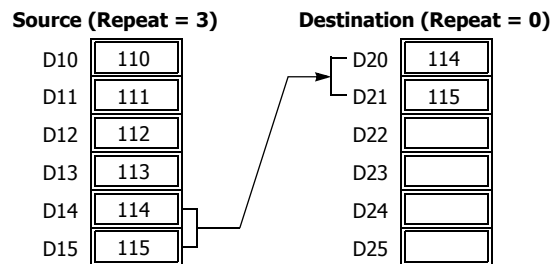 Source (Repeat = 3) Destination (Repeat = 0)
D10 110 D20 114
D11 111 D21 115
D12 112 D22
D13 113 D23
D14 114 D24
D15 115 D25